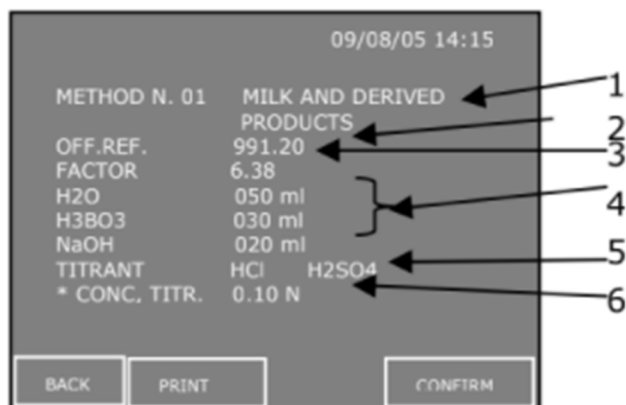 09/08/05 14:15
METHOD N. 01 MILK AND DERIVED 1
PRODUCTS 2
OFF.REF. 991.20 3
FACTOR 6.38
H2O 050 ml
H3BO3 030 ml 4
NaOH 020 ml
TITRANT HCl H2SO4 5
* CONC, TITR. 0.10 N 6
BACK PRINT CONFIRM